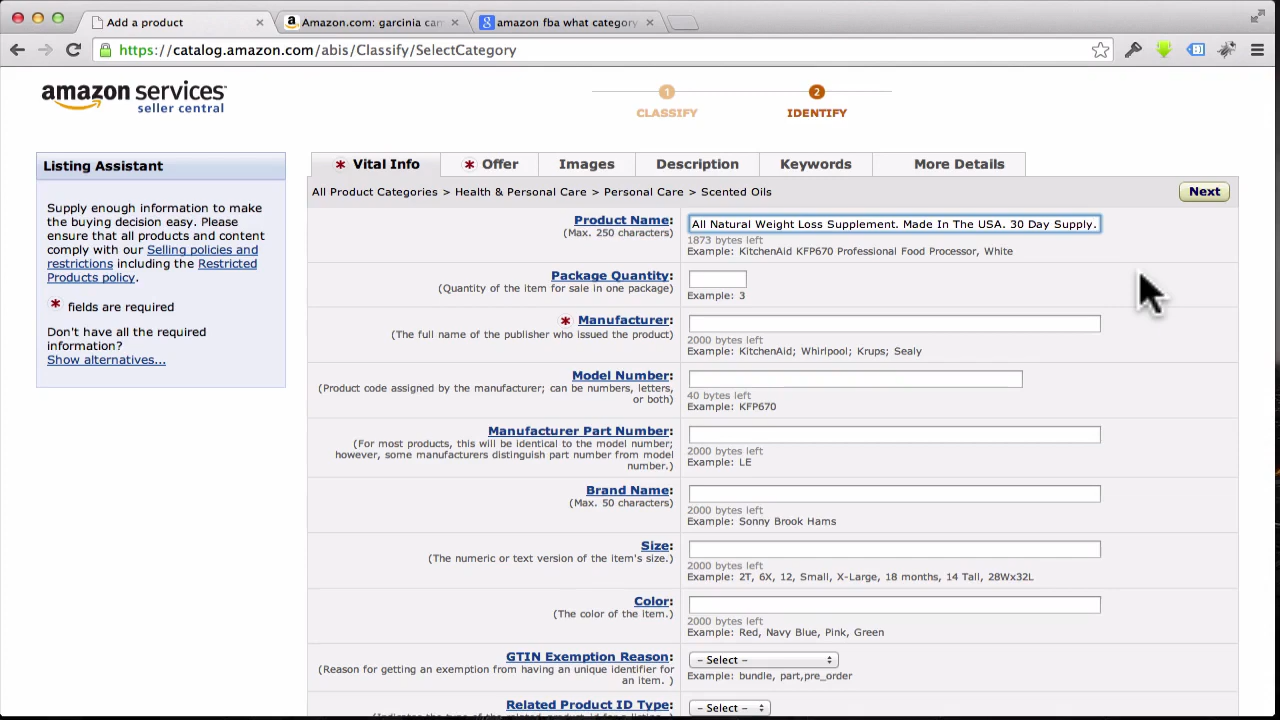 Add a product
Amazon.com: garcinia cam
amazon fba what category
https://catalog.amazon.com/abis/Classify/SelectCategory
amazon services
seller central
1
2
CLASSIFY
IDENTIFY
Listing Assistant
Supply enough information to make
the buying decision easy. Please
ensure that all products and content
comply with our Selling policies and
restrictions including the Restricted
Products policy.
* fields are required
Don't have all the required
information?
Show alternatives...
* Vital Info
* Offer
Images
Description
Keywords
More Details
All Product Categories > Health & Personal Care > Personal Care > Scented Oils
Next
Product Name:
(Max. 250 characters)
All Natural Weight Loss Supplement. Made In The USA. 30 Day Supply.
1873 bytes left
Example: KitchenAid KFP670 Professional Food Processor, White
Package Quantity:
(Quantity of the item for sale in one package)
Example: 3
* Manufacturer:
(The full name of the publisher who issued the product)
2000 bytes left
Example: KitchenAid; Whirlpool; Krups; Sealy
Model Number:
(Product code assigned by the manufacturer; can be numbers, letters,
or both)
40 bytes left
Example: KFP670
Manufacturer Part Number:
(For most products, this will be identical to the model number;
however, some manufacturers distinguish part number from model
number.)
2000 bytes left
Example: LE
Brand Name:
(Max. 50 characters)
2000 bytes left
Example: Sonny Brook Hams
Size:
(The numeric or text version of the item's size.)
2000 bytes left
Example: 2T, 6X, 12, Small, X-Large, 18 months, 14 Tall, 28Wx32L
Color:
(The color of the item.)
2000 bytes left
Example: Red, Navy Blue, Pink, Green
GTIN Exemption Reason:
(Reason for getting an exemption from having an unique identifier for
an item. )
– Select –
Example: bundle, part,pre_order
Related Product ID Type:
– Select –